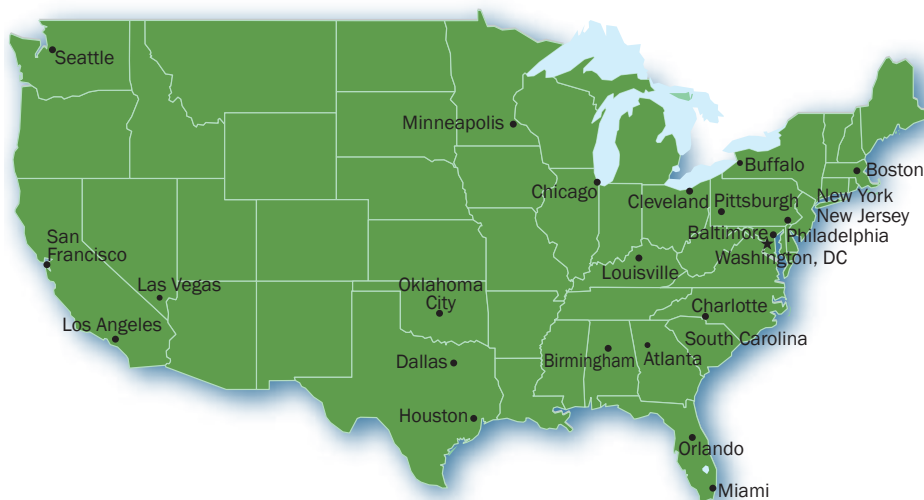 Seattle
Minneapolis
Buffalo
Boston
Chicago
Cleveland
Pittsburgh
New York
New Jersey
Baltimore
Philadelphia
Washington, DC
San
Francisco
Louisville
Las Vegas
Oklahoma
City
Charlotte
Los Angeles
South Carolina
Birmingham
Atlanta
Dallas
Houston
Orlando
Miami